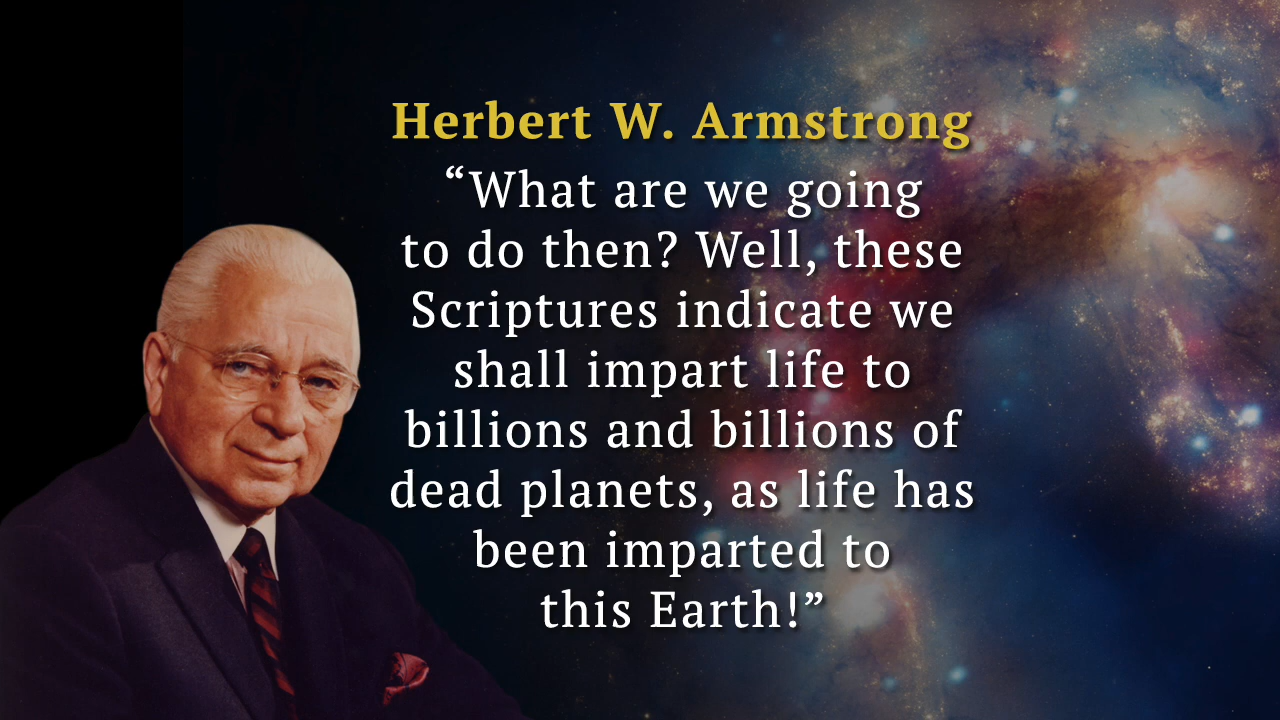 Herbert W. Armstrong
“What are we going
to do then? Well, these
Scriptures indicate we
shall impart life to
billions and billions of
dead planets, as life has
been imparted to
this Earth!”